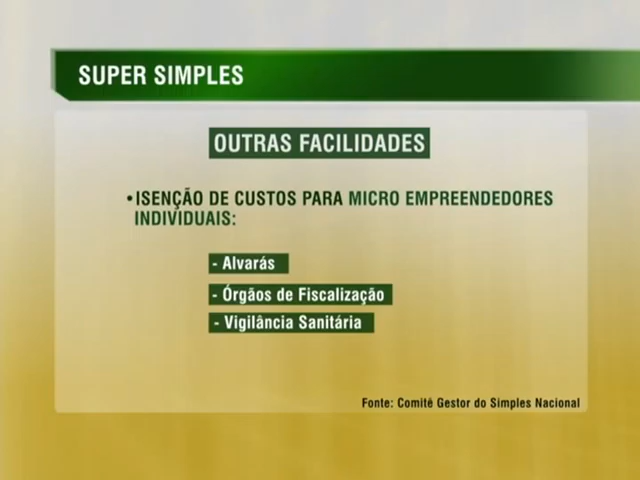 SUPER SIMPLES
OUTRAS FACILIDADES
•ISENÇÃO DE CUSTOS PARA MICRO EMPREENDEDORES
INDIVIDUAIS:
- Alvarás
- Órgãos de Fiscalização
- Vigilância Sanitária
Fonte: Comitê Gestor do Simples Nacional